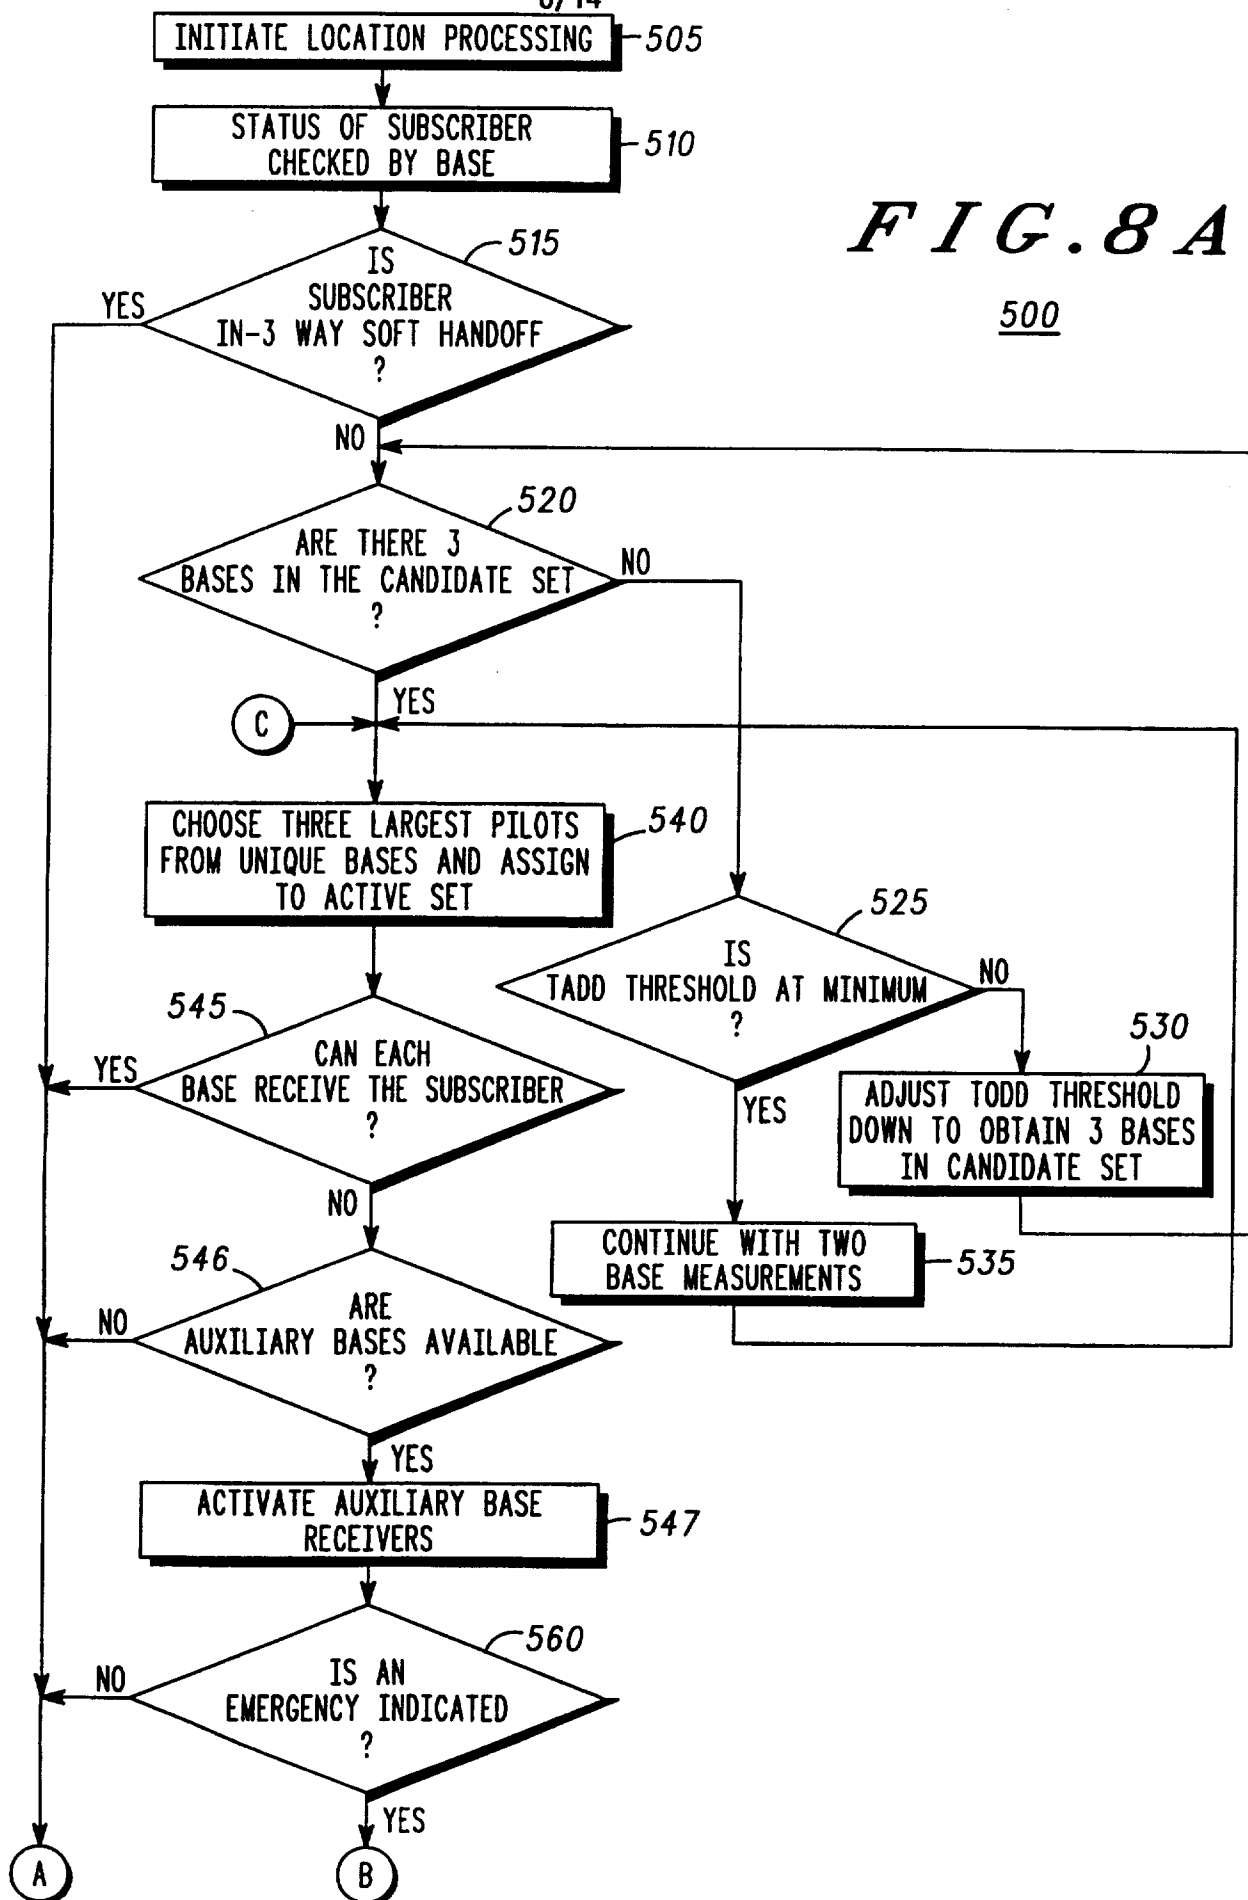 INITIATE LOCATION PROCESSING
505
STATUS OF SUBSCRIBER
CHECKED BY BASE
510
FIG.8A
500
515
IS
SUBSCRIBER
IN-3 WAY SOFT HANDOFF
?
YES
NO
520
ARE THERE 3
BASES IN THE CANDIDATE SET
?
NO
YES
C
CHOOSE THREE LARGEST PILOTS
FROM UNIQUE BASES AND ASSIGN
TO ACTIVE SET
540
525
IS
TADD THRESHOLD AT MINIMUM
?
NO
YES
530
ADJUST TODD THRESHOLD
DOWN TO OBTAIN 3 BASES
IN CANDIDATE SET
545
CAN EACH
BASE RECEIVE THE SUBSCRIBER
?
YES
NO
CONTINUE WITH TWO
BASE MEASUREMENTS
535
546
ARE
AUXILIARY BASES AVAILABLE
?
NO
YES
ACTIVATE AUXILIARY BASE
RECEIVERS
547
560
IS AN
EMERGENCY INDICATED
?
NO
YES
A
B